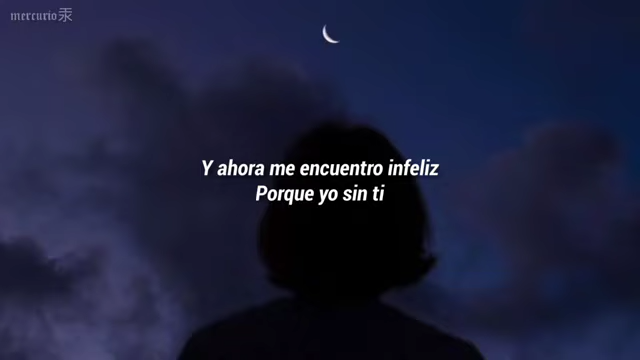 mercurio汞
Y ahora me encuentro infeliz
Porque yo sin ti